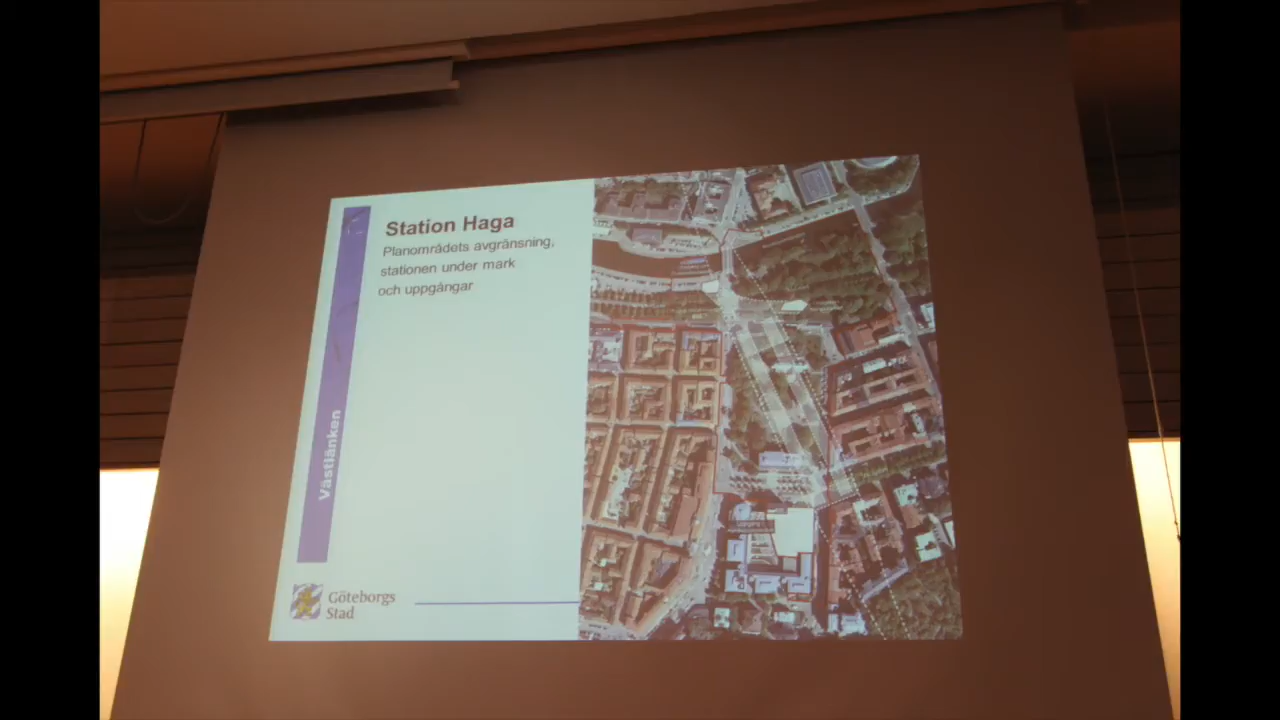 Station Haga
Planområdets avgränsning,
stationen under mark
och uppgångar
Västlänken
Göteborgs
Stad